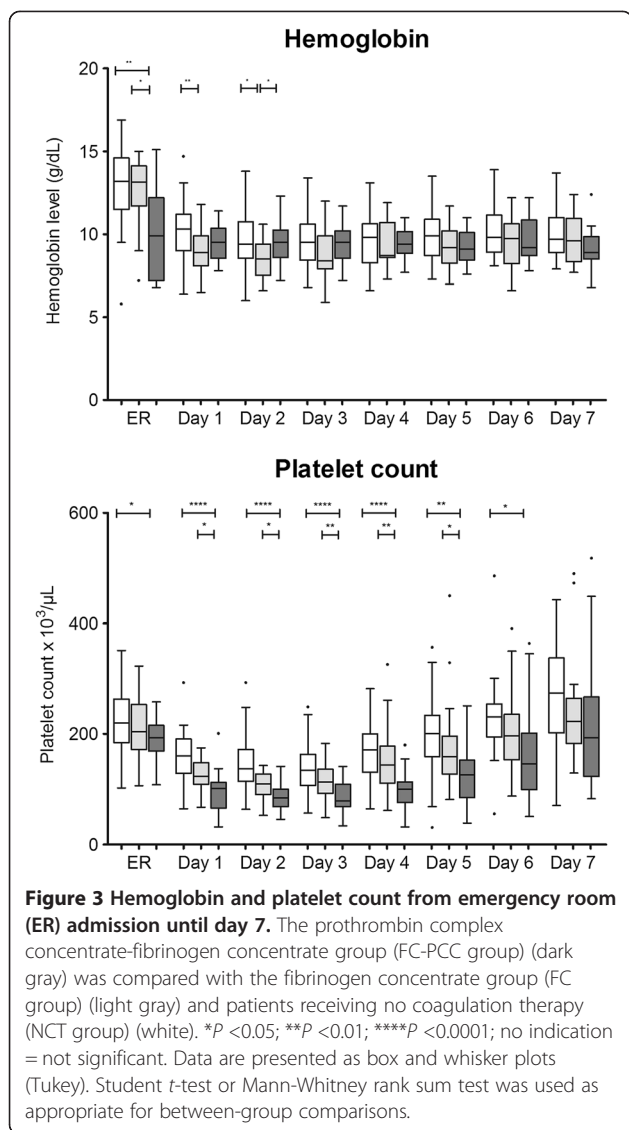 Hemoglobin
Hemoglobin level (g/dL)
20
15
10
5
0
** * ** * *
ER Day 1 Day 2 Day 3 Day 4 Day 5 Day 6 Day 7
Platelet count
Platelet count x 10³/µL
600
400
200
0
* **** **** **** **** ** *
* * ** ** *
ER Day 1 Day 2 Day 3 Day 4 Day 5 Day 6 Day 7
Figure 3 Hemoglobin and platelet count from emergency room
(ER) admission until day 7. The prothrombin complex
concentrate-fibrinogen concentrate group (FC-PCC group) (dark
gray) was compared with the fibrinogen concentrate group (FC
group) (light gray) and patients receiving no coagulation therapy
(NCT group) (white). *P <0.05; **P <0.01; ****P <0.0001; no indication
= not significant. Data are presented as box and whisker plots
(Tukey). Student t-test or Mann-Whitney rank sum test was used as
appropriate for between-group comparisons.